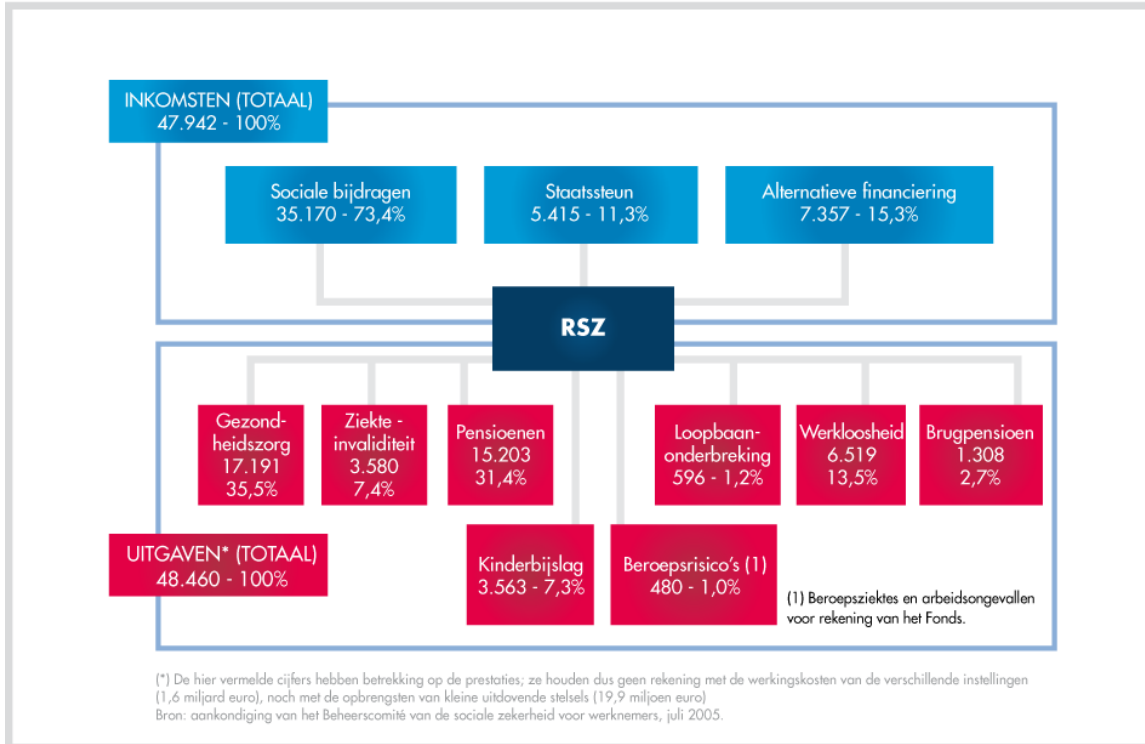 INKOMSTEN (TOTAAL)
47.942 - 100%
Sociale bijdragen
35.170 - 73,4%
Staatssteun
5.415 - 11,3%
Alternatieve financiering
7.357 - 15,3%
RSZ
Gezond-
heidszorg
17.191
35,5%
Ziekte -
invaliditeit
3.580
7,4%
Pensioenen
15.203
31,4%
Loopbaan-
onderbreking
596 - 1,2%
Werkloosheid
6.519
13,5%
Brugpensioen
1.308
2,7%
UITGAVEN* (TOTAAL)
48.460 - 100%
Kinderbijslag
3.563 - 7,3%
Beroepsrisico's (1)
480 - 1,0%
(1) Beroepsziektes en arbeidsongevallen
voor rekening van het Fonds.
(*) De hier vermelde cijfers hebben betrekking op de prestaties; ze houden dus geen rekening met de werkingskosten van de verschillende instellingen
(1,6 miljard euro), noch met de opbrengsten van kleine uitdovende stelsels (19,9 miljoen euro)
Bron: aankondiging van het Beheerscomité van de sociale zekerheid voor werknemers, juli 2005.